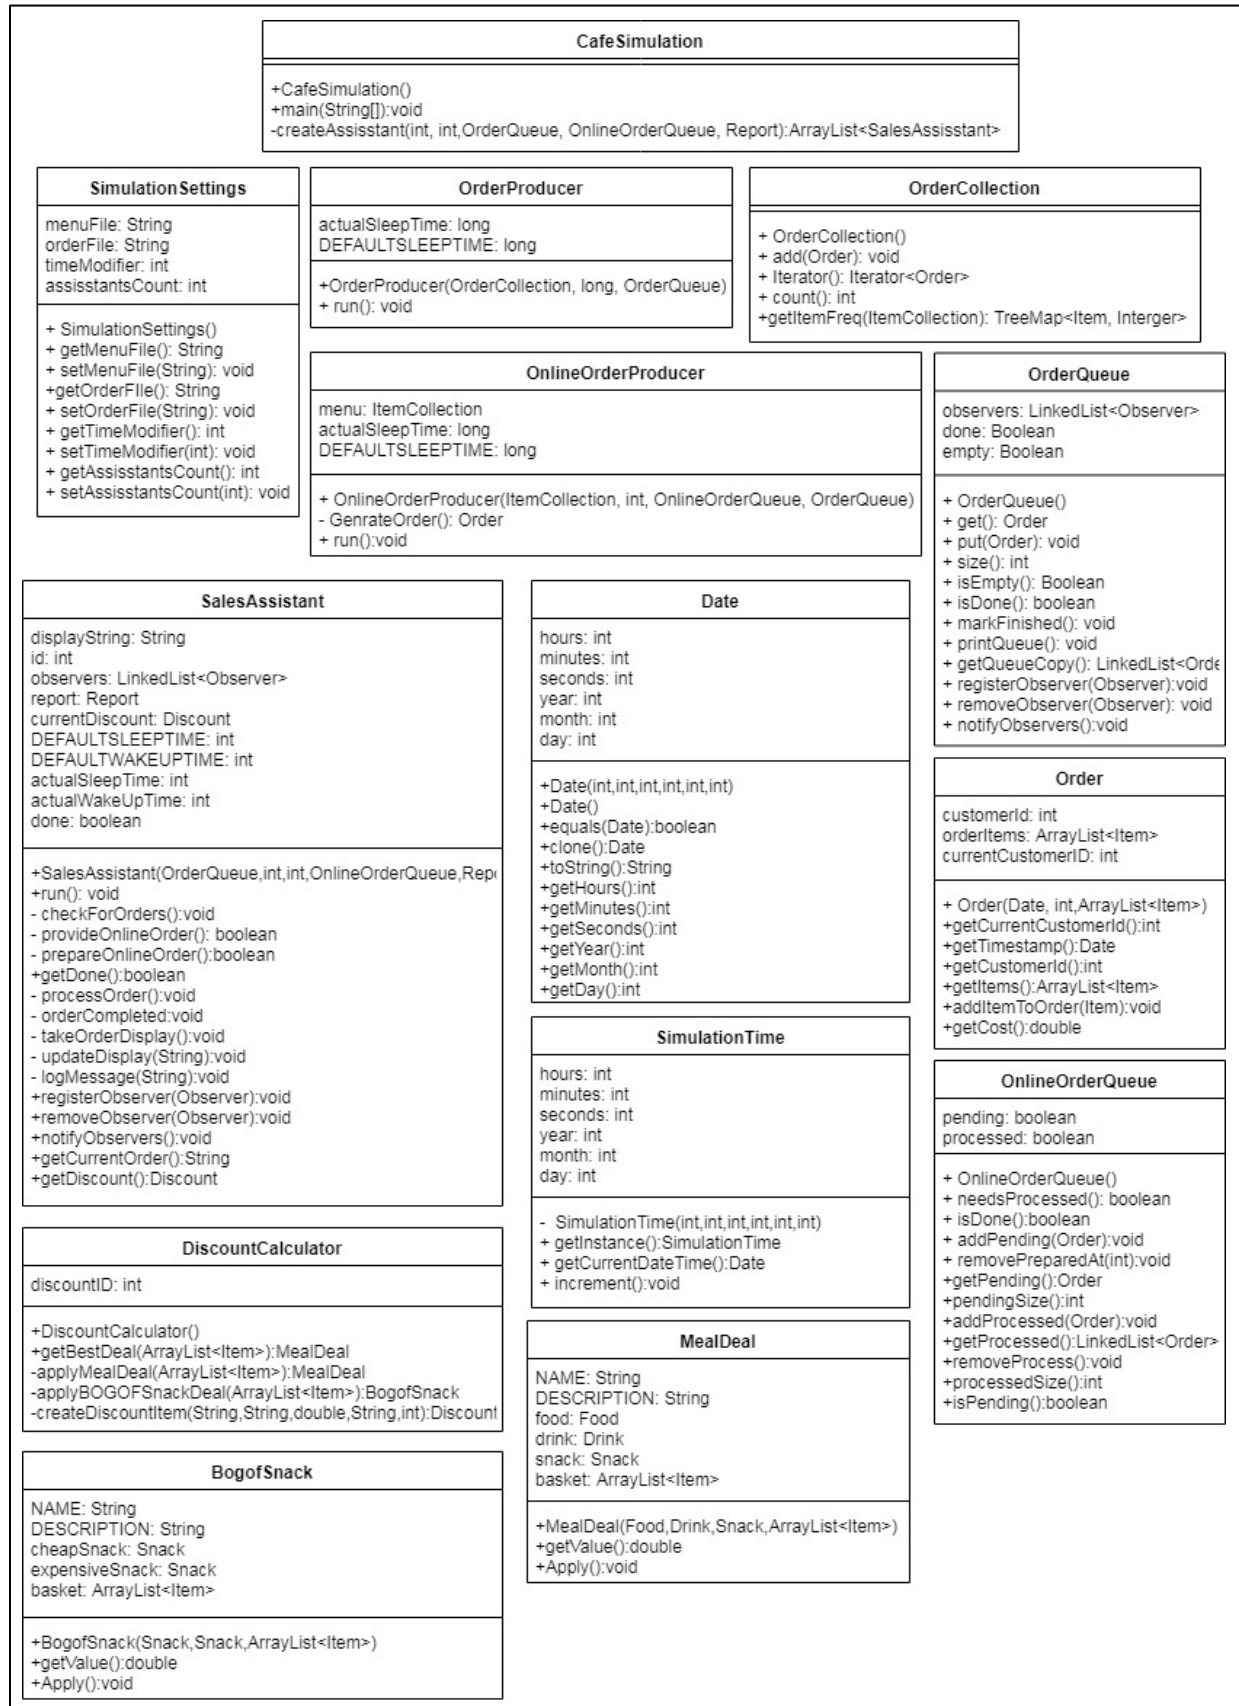 CafeSimulation
+CafeSimulation()
+main(String[]):void
-createAssisstant(int, int,OrderQueue, OnlineOrderQueue, Report):ArrayList<SalesAssisstant>
SimulationSettings
menuFile: String
orderFile: String
timeModifier: int
assisstantsCount: int
+ SimulationSettings()
+ getMenuFile(): String
+ setMenuFile(String): void
+getOrderFIle(): String
+ setOrderFile(String): void
+ getTimeModifier(): int
+ setTimeModifier(int): void
+ getAssisstantsCount(): int
+ setAssisstantsCount(int): void
OrderProducer
actualSleepTime: long
DEFAULTSLEEPTIME: long
+OrderProducer(OrderCollection, long, OrderQueue)
+ run(): void
OrderCollection
+ OrderCollection()
+ add(Order): void
+ Iterator(): Iterator<Order>
+ count(): int
+getItemFreq(ItemCollection): TreeMap<Item, Interger>
OnlineOrderProducer
menu: ItemCollection
actualSleepTime: long
DEFAULTSLEEPTIME: long
+ OnlineOrderProducer(ItemCollection, int, OnlineOrderQueue, OrderQueue)
- GenrateOrder(): Order
+ run():void
OrderQueue
observers: LinkedList<Observer>
done: Boolean
empty: Boolean
+ OrderQueue()
+ get(): Order
+ put(Order): void
+ size(): int
+ isEmpty(): Boolean
+ isDone(): boolean
+ markFinished(): void
+ printQueue(): void
+ getQueueCopy(): LinkedList<Orde
+ registerObserver(Observer):void
+ removeObserver(Observer): void
+ notifyObservers():void
SalesAssistant
displayString: String
id: int
observers: LinkedList<Observer>
report: Report
currentDiscount: Discount
DEFAULTSLEEPTIME: int
DEFAULTWAKEUPTIME: int
actualSleepTime: int
actualWakeUpTime: int
done: boolean
+SalesAssistant(OrderQueue,int,int,OnlineOrderQueue,Repo
+run(): void
- checkForOrders():void
- provideOnlineOrder(): boolean
- prepareOnlineOrder():boolean
+getDone():boolean
- processOrder():void
- orderCompleted:void
- takeOrderDisplay():void
- updateDisplay(String):void
- logMessage(String):void
+registerObserver(Observer):void
+removeObserver(Observer):void
+notifyObservers():void
+getCurrentOrder():String
+getDiscount():Discount
Date
hours: int
minutes: int
seconds: int
year: int
month: int
day: int
+Date(int,int,int,int,int,int)
+Date()
+equals(Date):boolean
+clone():Date
+toString():String
+getHours():int
+getMinutes():int
+getSeconds():int
+getYear():int
+getMonth():int
+getDay():int
Order
customerId: int
orderItems: ArrayList<Item>
currentCustomerID: int
+ Order(Date, int,ArrayList<Item>)
+getCurrentCustomerId():int
+getTimestamp():Date
+getCustomerId():int
+getItems():ArrayList<Item>
+addItemToOrder(Item):void
+getCost():double
SimulationTime
hours: int
minutes: int
seconds: int
year: int
month: int
day: int
- SimulationTime(int,int,int,int,int,int)
+ getInstance():SimulationTime
+ getCurrentDateTime():Date
+ increment():void
OnlineOrderQueue
pending: boolean
processed: boolean
+ OnlineOrderQueue()
+ needsProcessed(): boolean
+ isDone():boolean
+ addPending(Order):void
+ removePreparedAt(int):void
+getPending():Order
+pendingSize():int
+addProcessed(Order):void
+getProcessed():LinkedList<Order>
+removeProcess():void
+processedSize():int
+isPending():boolean
DiscountCalculator
discountID: int
+DiscountCalculator()
+getBestDeal(ArrayList<Item>):MealDeal
-applyMealDeal(ArrayList<Item>):MealDeal
-applyBOGOFSnackDeal(ArrayList<Item>):BogofSnack
-createDiscountItem(String,String,double,String,int):Discount
MealDeal
NAME: String
DESCRIPTION: String
food: Food
drink: Drink
snack: Snack
basket: ArrayList<Item>
+MealDeal(Food,Drink,Snack,ArrayList<Item>)
+getValue():double
+Apply():void
BogofSnack
NAME: String
DESCRIPTION: String
cheapSnack: Snack
expensiveSnack: Snack
basket: ArrayList<Item>
+BogofSnack(Snack,Snack,ArrayList<Item>)
+getValue():double
+Apply():void